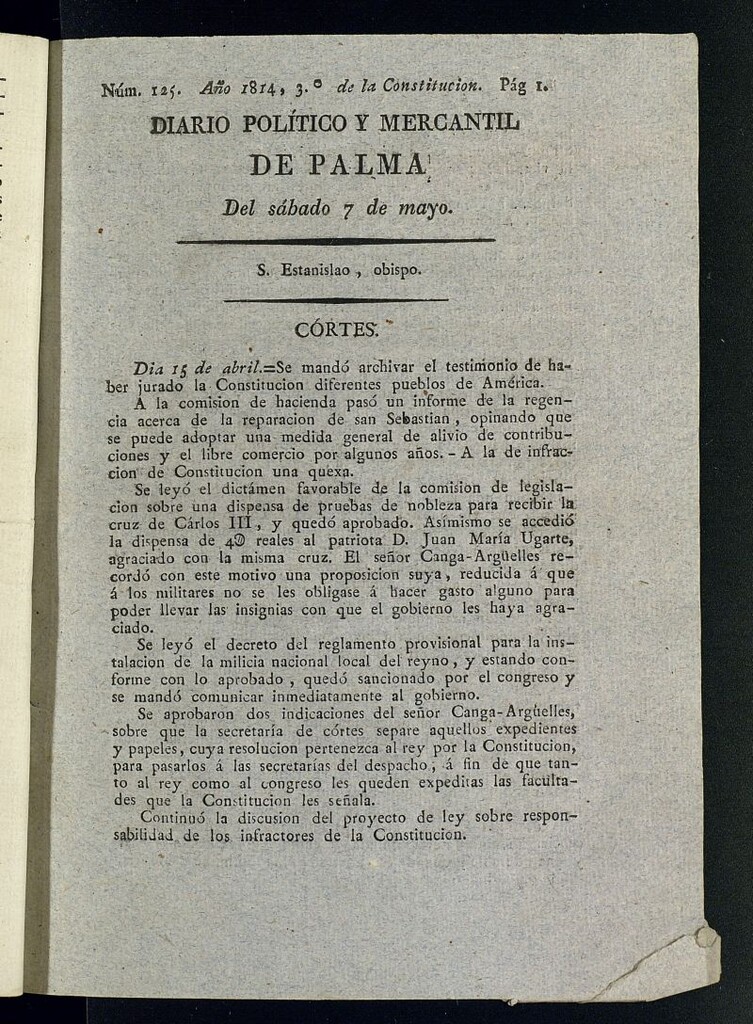 Núm. 125. Año 1814, 3.º de la Constitucion. Pág 1.
DIARIO POLÍTICO Y MERCANTIL
DE PALMA
Del sábado 7 de mayo.
S. Estanislao, obispo.
CÓRTES.
Dia 15 de abril.=Se mandó archivar el testimonio de ha-
ber jurado la Constitucion diferentes pueblos de América.
A la comision de hacienda pasó un informe de la regen-
cia acerca de la reparacion de san Sebastian, opinando que
se puede adoptar una medida general de alivio de contribu-
ciones y el libre comercio por algunos años. - A la de infrac-
cion de Constitucion una quexa.
Se leyó el dictámen favorable de la comision de legisla-
cion sobre una dispensa de pruebas de nobleza para recibir la
cruz de Cárlos III, y quedó aprobado. Asímismo se accedió
la dispensa de 4 reales al patriota D. Juan María Ugarte,
agraciado con la misma cruz. El señor Canga-Argüelles re-
cordó con este motivo una proposicion suya, reducida á que
á los militares no se les obligase á hacer gasto alguno para
poder llevar las insignias con que el gobierno les haya agra-
ciado.
Se leyó el decreto del reglamento provisional para la ins-
talacion de la milicia nacional local del reyno, y estando con-
forme con lo aprobado, quedó sancionado por el congreso y
se mandó comunicar inmediatamente al gobierno.
Se aprobaron dos indicaciones del señor Canga-Argüelles,
sobre que la secretaría de córtes separe aquellos expedientes
y papeles, cuya resolucion pertenezca al rey por la Constitucion,
para pasarlos á las secretarías del despacho, á fin de que tan-
to al rey como al congreso les queden expeditas las faculta-
des que la Constitucion les señala.
Continuó la discusion del proyecto de ley sobre respon-
sabilidad de los infractores de la Constitucion.